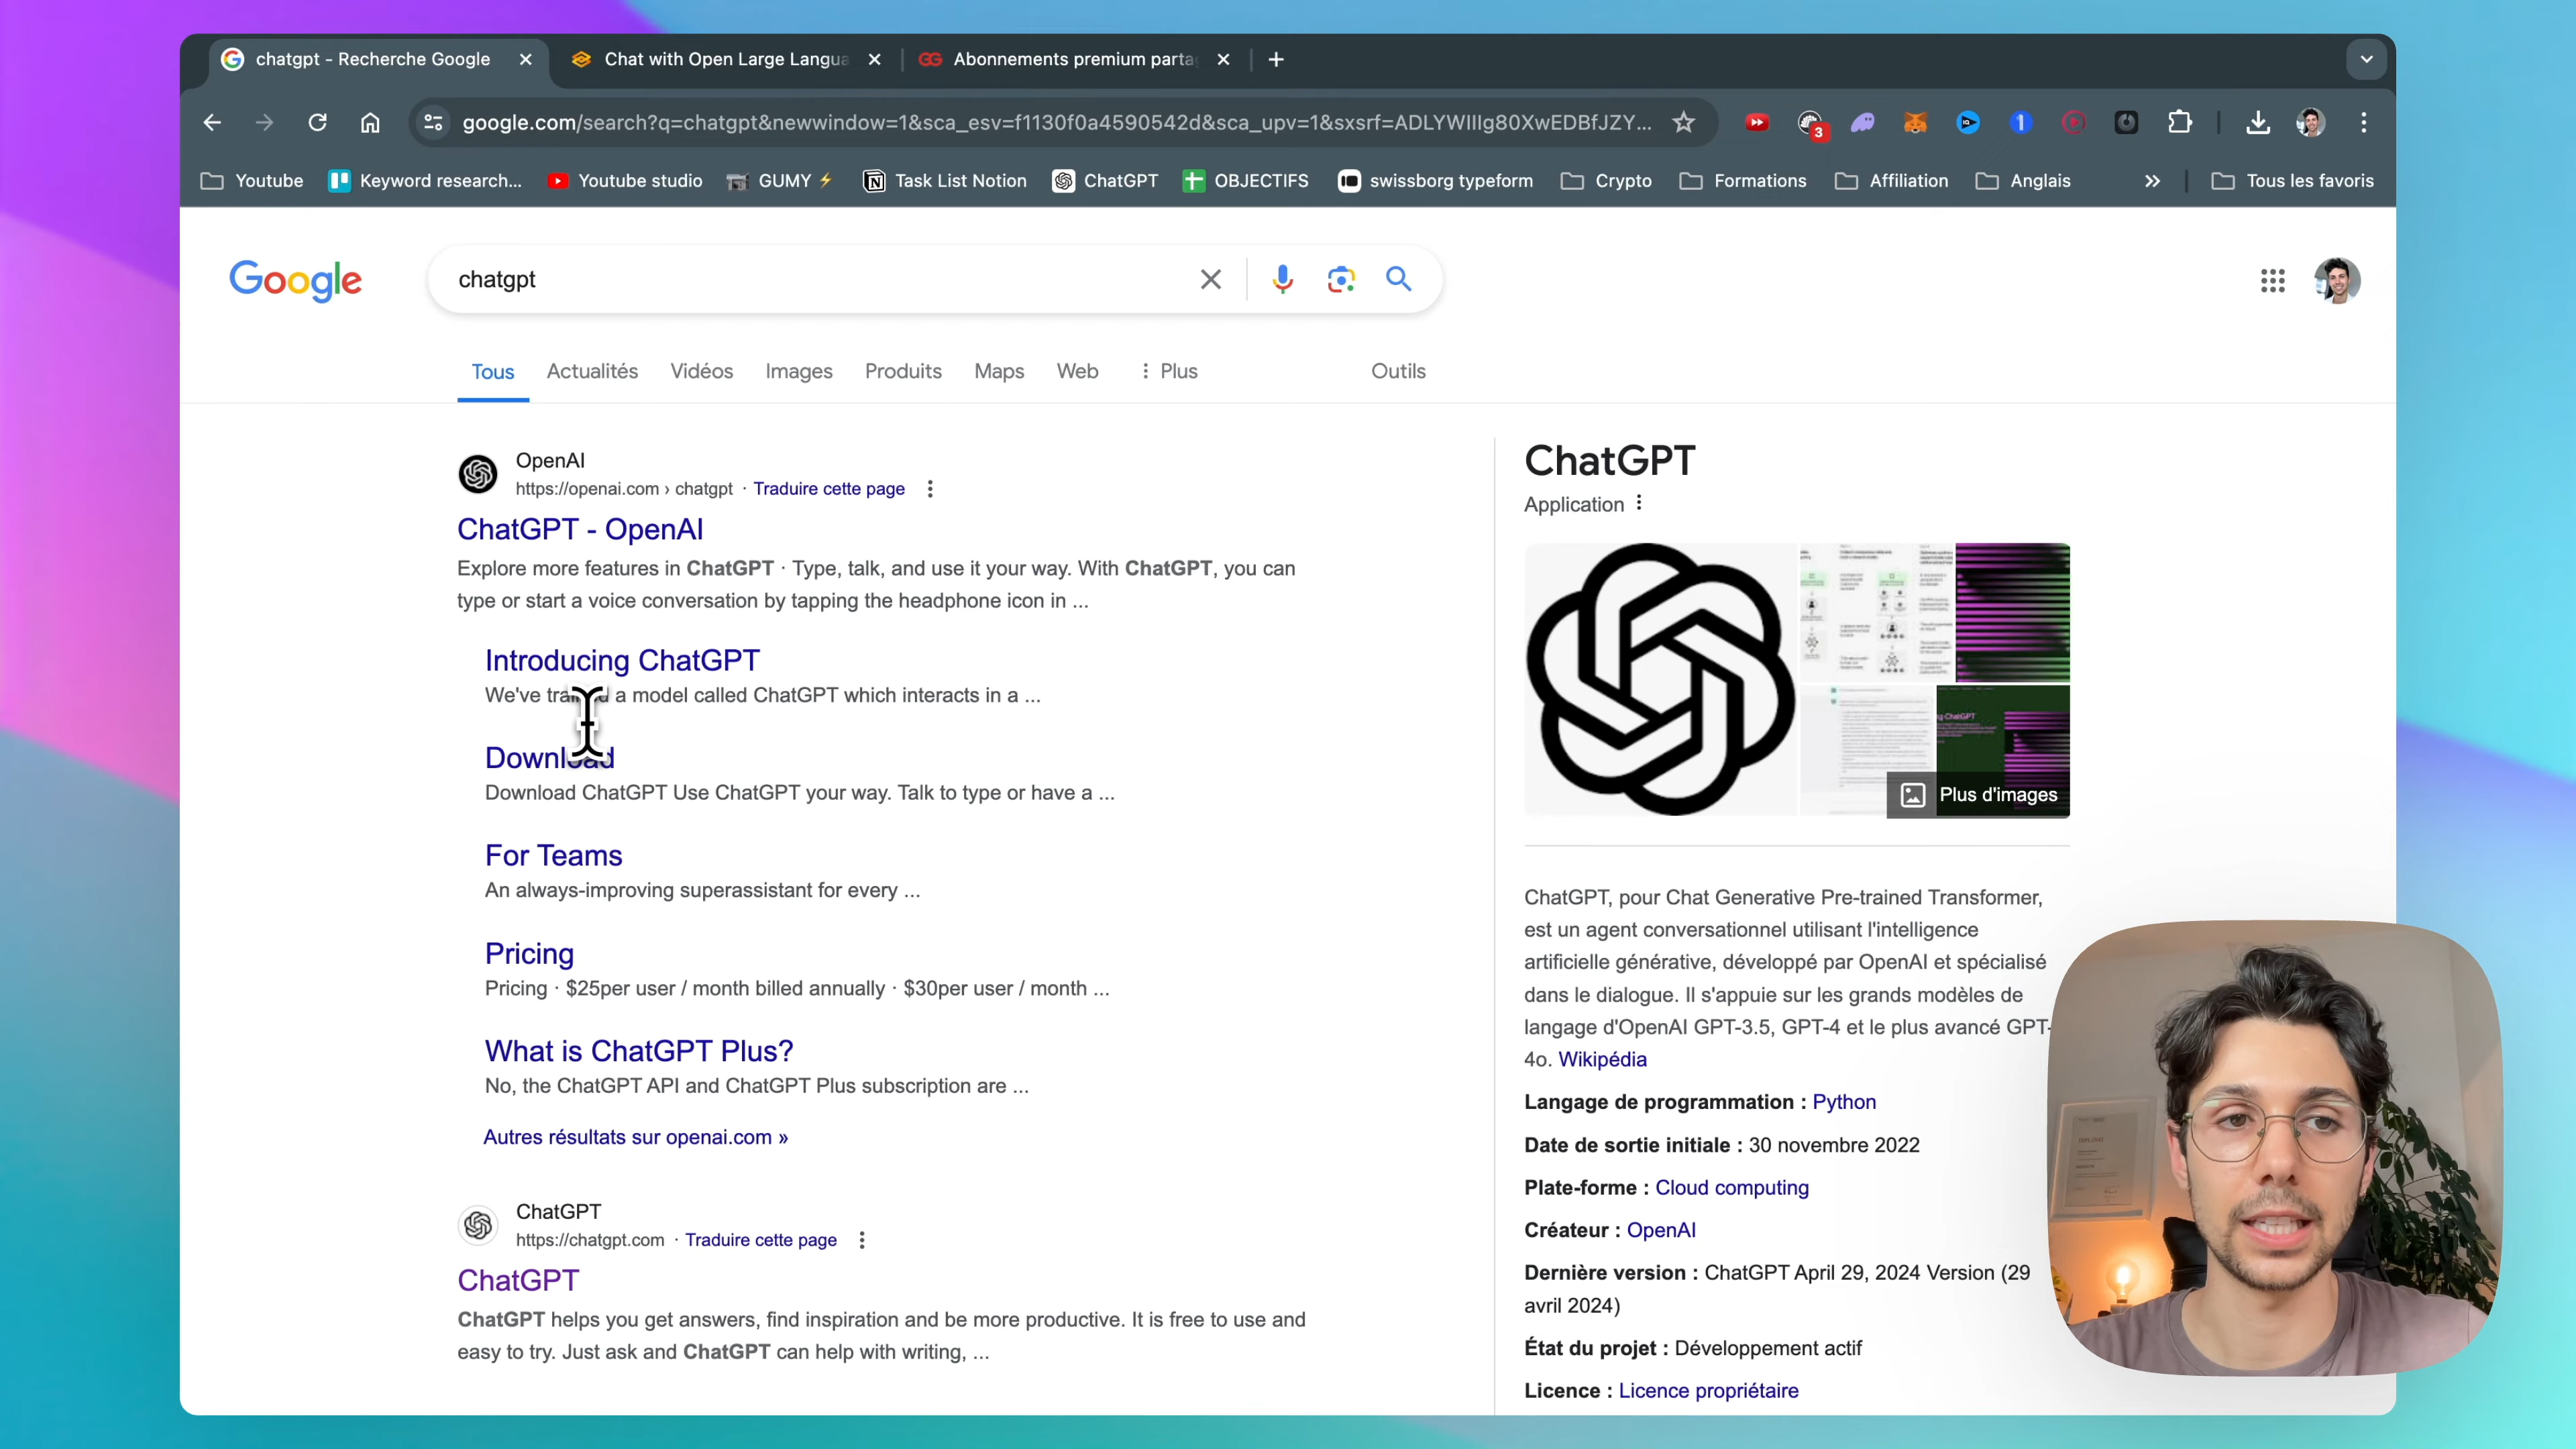 chatgpt - Recherche Google
Chat with Open Large Langua
Abonnements premium parta
google.com/search?q=chatgpt&newwindow=1&sca_esv=f1130f0a4590542d&sca_upv=1&sxsrf=ADLYWIIIg80XwEDBfJZY...
3
Youtube
Keyword research...
Youtube studio
GUMY ⚡
Task List Notion
ChatGPT
OBJECTIFS
swissborg typeform
Crypto
Formations
Affiliation
Anglais
Tous les favoris
Google
chatgpt
Tous
Actualités
Vidéos
Images
Produits
Maps
Web
Plus
Outils
OpenAI
https://openai.com › chatgpt · Traduire cette page
ChatGPT - OpenAI
Explore more features in ChatGPT · Type, talk, and use it your way. With ChatGPT, you can
type or start a voice conversation by tapping the headphone icon in ...
Introducing ChatGPT
We've trained a model called ChatGPT which interacts in a ...
Download
Download ChatGPT Use ChatGPT your way. Talk to type or have a ...
For Teams
An always-improving superassistant for every ...
Pricing
Pricing · $25per user / month billed annually · $30per user / month ...
What is ChatGPT Plus?
No, the ChatGPT API and ChatGPT Plus subscription are ...
Autres résultats sur openai.com »
ChatGPT
https://chatgpt.com · Traduire cette page
ChatGPT
ChatGPT helps you get answers, find inspiration and be more productive. It is free to use and
easy to try. Just ask and ChatGPT can help with writing, ...
ChatGPT
Application
Plus d'images
ChatGPT, pour Chat Generative Pre-trained Transformer,
est un agent conversationnel utilisant l'intelligence
artificielle générative, développé par OpenAI et spécialisé
dans le dialogue. Il s'appuie sur les grands modèles de
langage d'OpenAI GPT-3.5, GPT-4 et le plus avancé GPT-
4o. Wikipédia
Langage de programmation : Python
Date de sortie initiale : 30 novembre 2022
Plate-forme : Cloud computing
Créateur : OpenAI
Dernière version : ChatGPT April 29, 2024 Version (29
avril 2024)
État du projet : Développement actif
Licence : Licence propriétaire